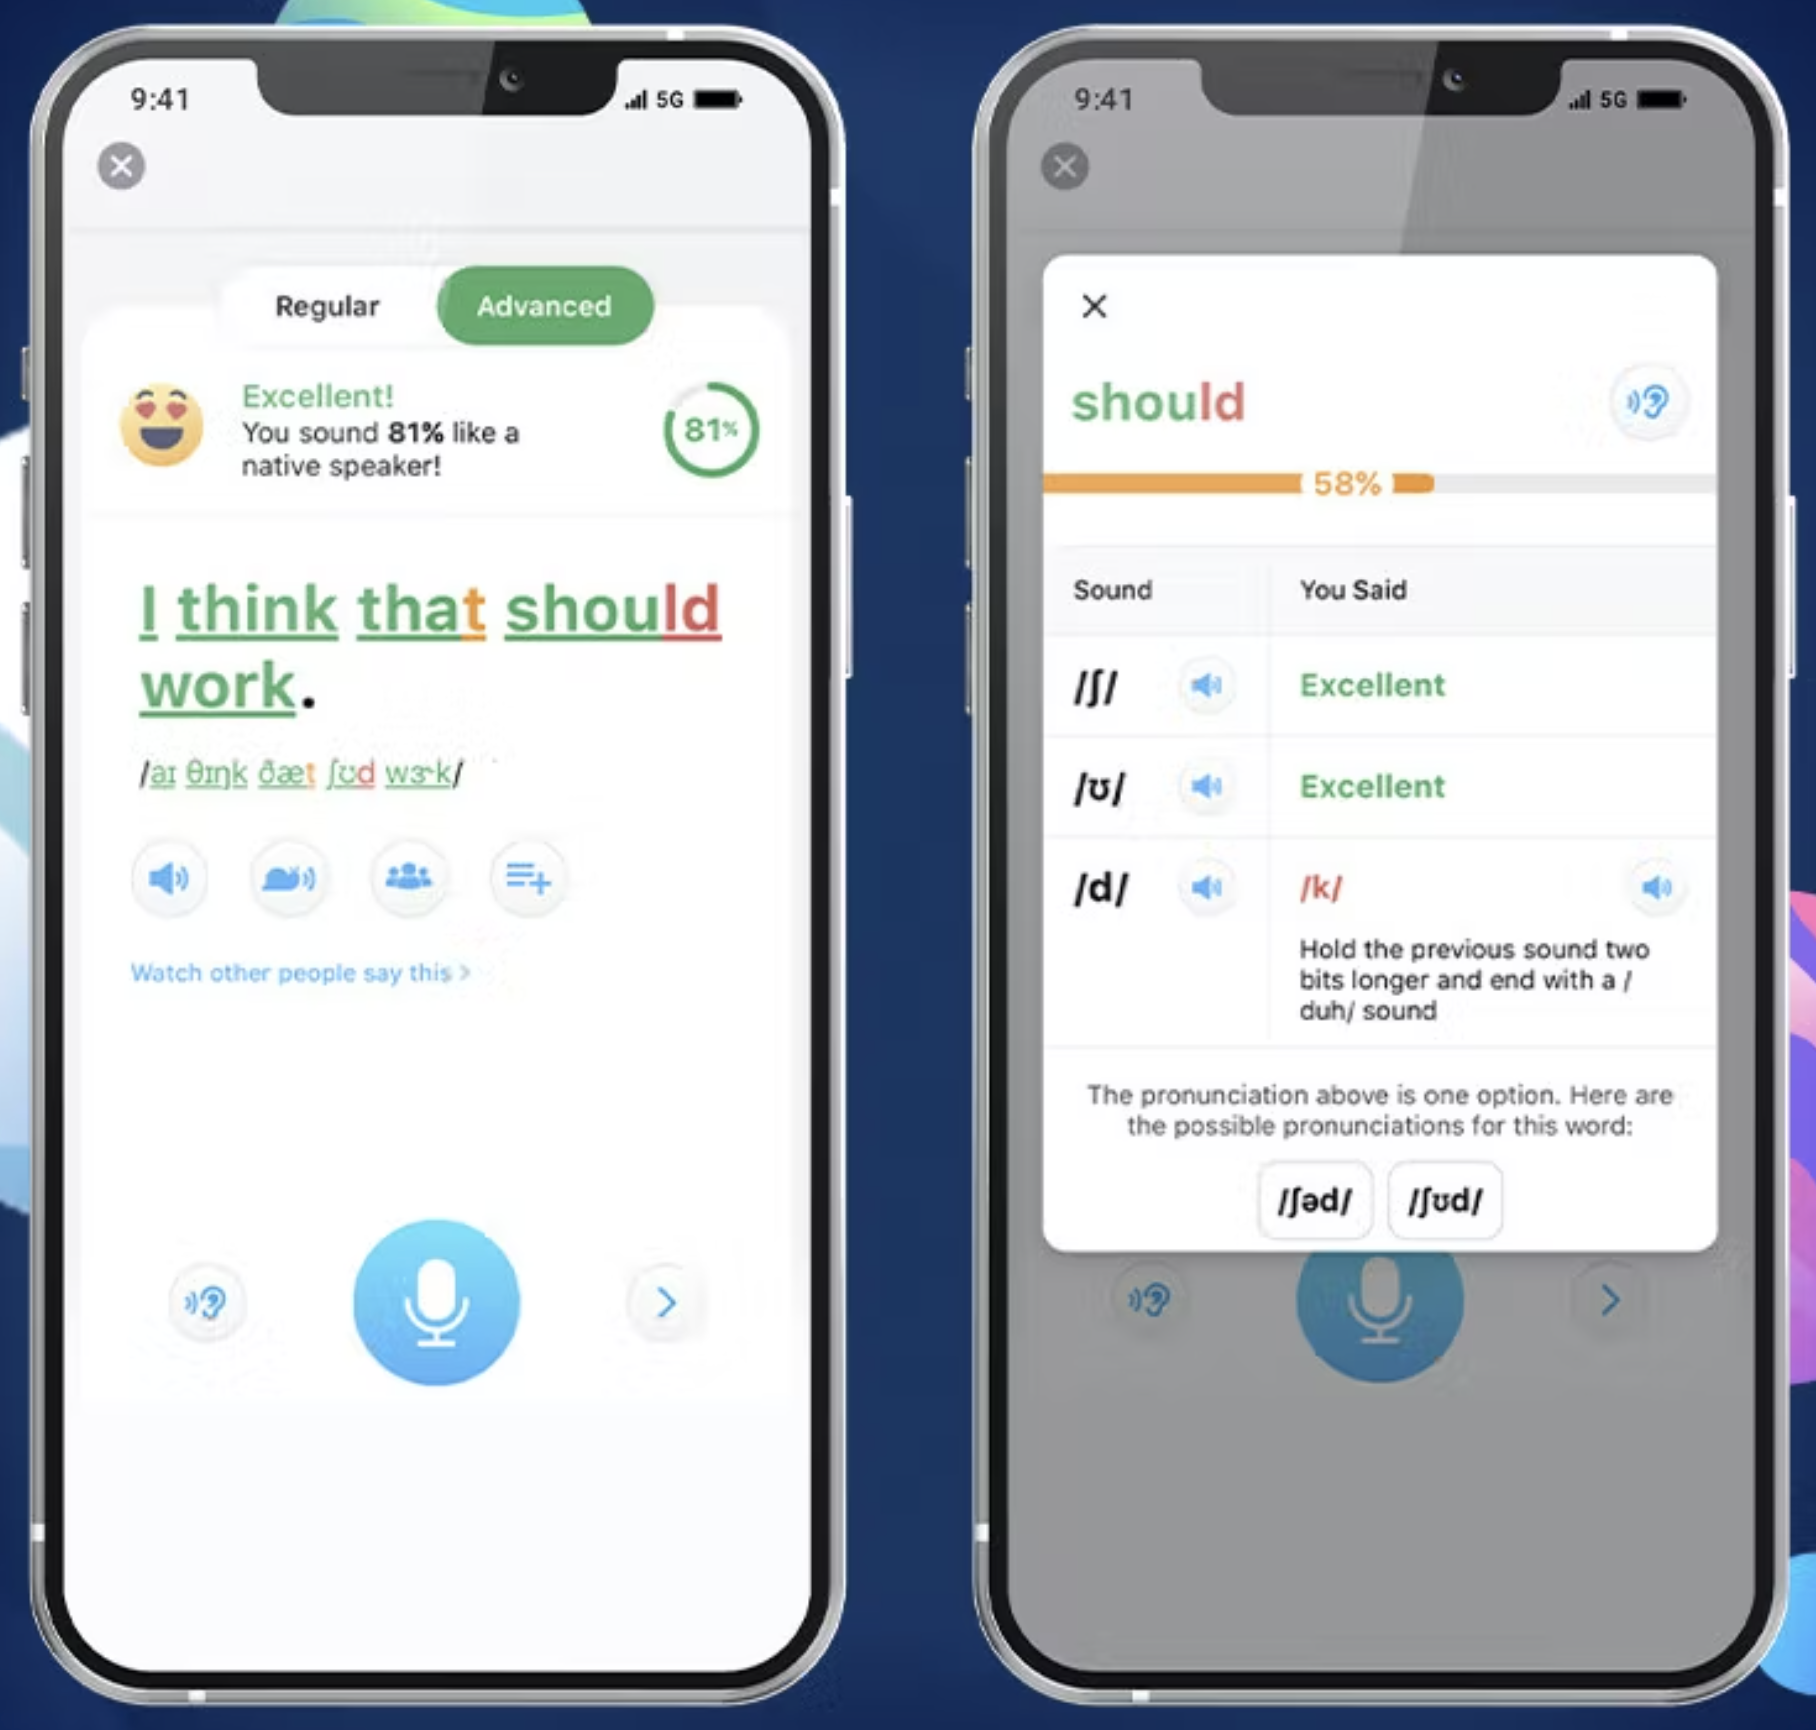 9:41
5G
Regular
Advanced
Excellent!
You sound 81% like a
native speaker!
81%
I think that should
work.
/aɪ θɪŋk ðæt ʃʊd wɝk/
Watch other people say this >
9:41
5G
should
58%
Sound
You Said
/ʃ/
Excellent
/ʊ/
Excellent
/d/
/k/
Hold the previous sound two
bits longer and end with a /
duh/ sound
The pronunciation above is one option. Here are
the possible pronunciations for this word:
/ʃəd/
/ʃʊd/